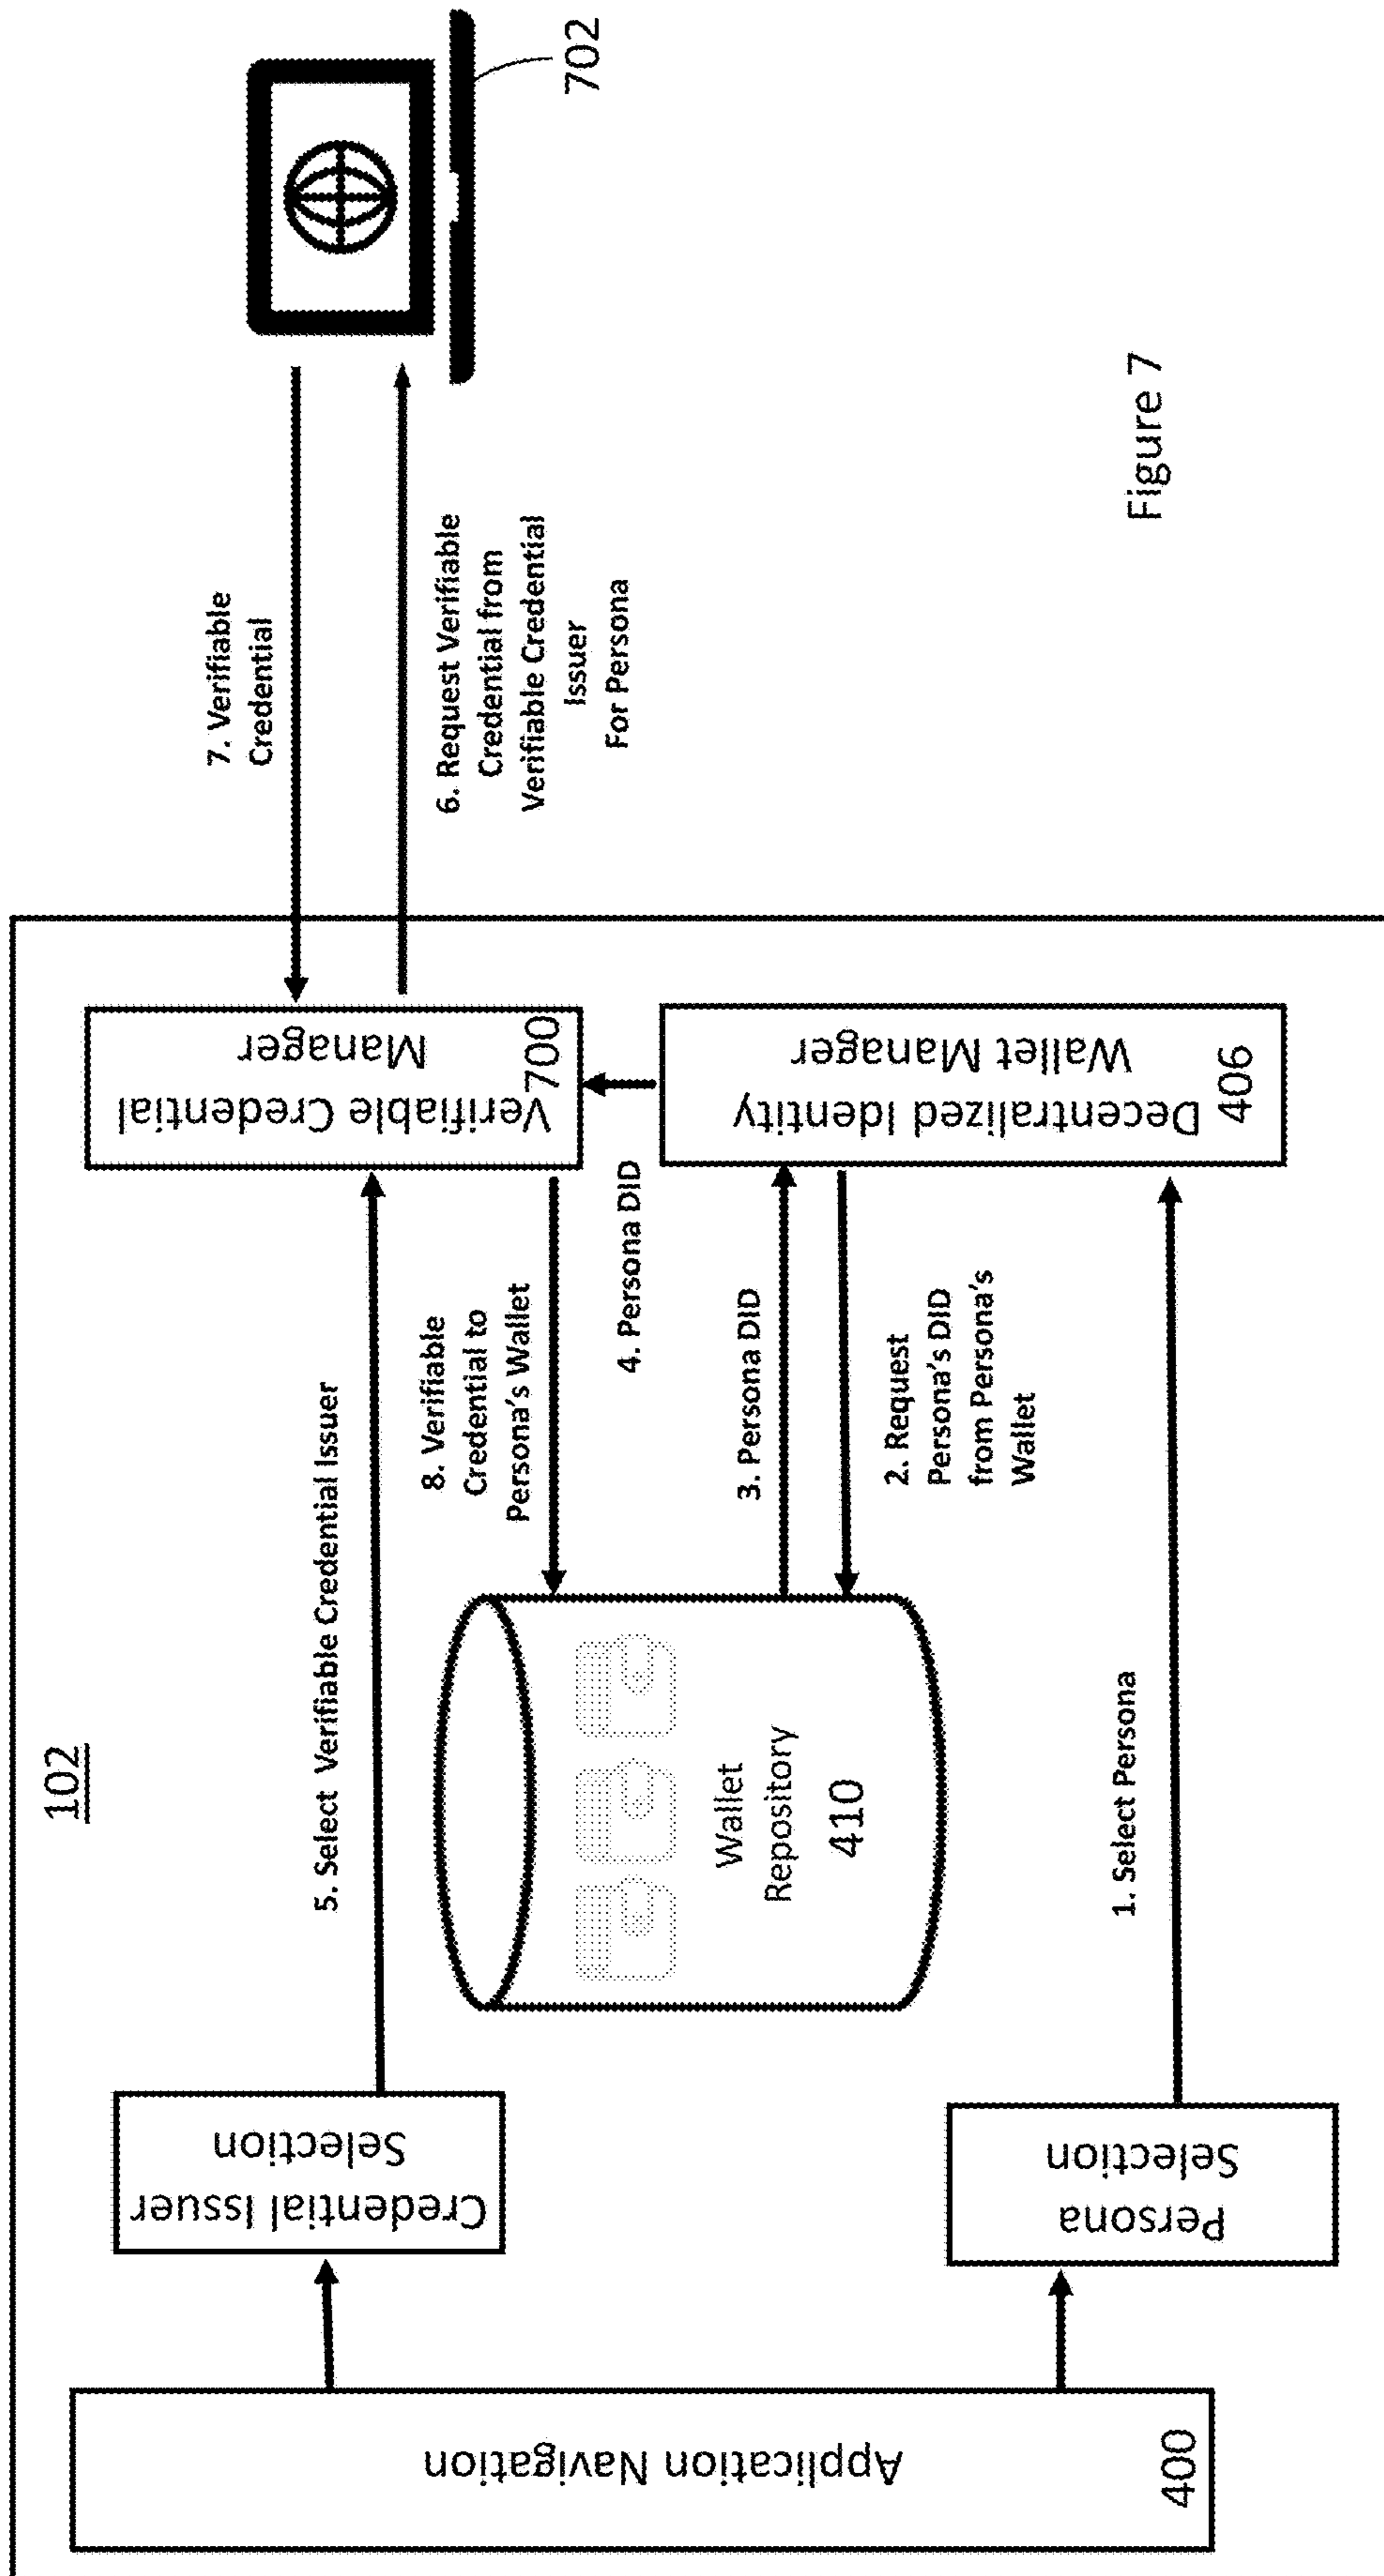 102
Application Navigation
400
Credential Issuer
Selection
Persona
Selection
5. Select Verifiable Credential Issuer
1. Select Persona
Wallet
Repository
410
8. Verifiable
Credential to
Persona's Wallet
4. Persona DID
3. Persona DID
2. Request
Persona's DID
from Persona's
Wallet
Verifiable Credential
Manager
700
Decentralized Identity
Wallet Manager
406
7. Verifiable
Credential
6. Request Verifiable
Credential from
Verifiable Credential
Issuer
For Persona
702
Figure 7